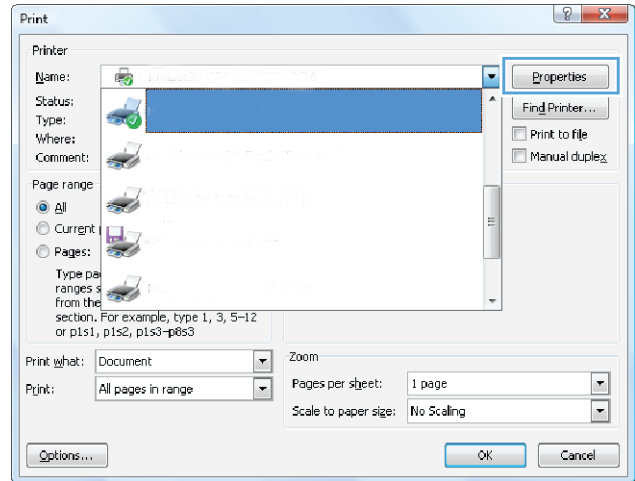 Print
Printer
Name:
Properties
Status:
Find Printer...
Type:
Where:
Print to file
Comment:
Manual duplex
Page range
All
Current
Pages:
Type
ranges
from the
section. For example, type 1, 3, 5–12
or p1s1, p1s2, p1s3–p8s3
Print what: Document
Zoom
Print: All pages in range
Pages per sheet: 1 page
Scale to paper size: No Scaling
Options...
OK
Cancel